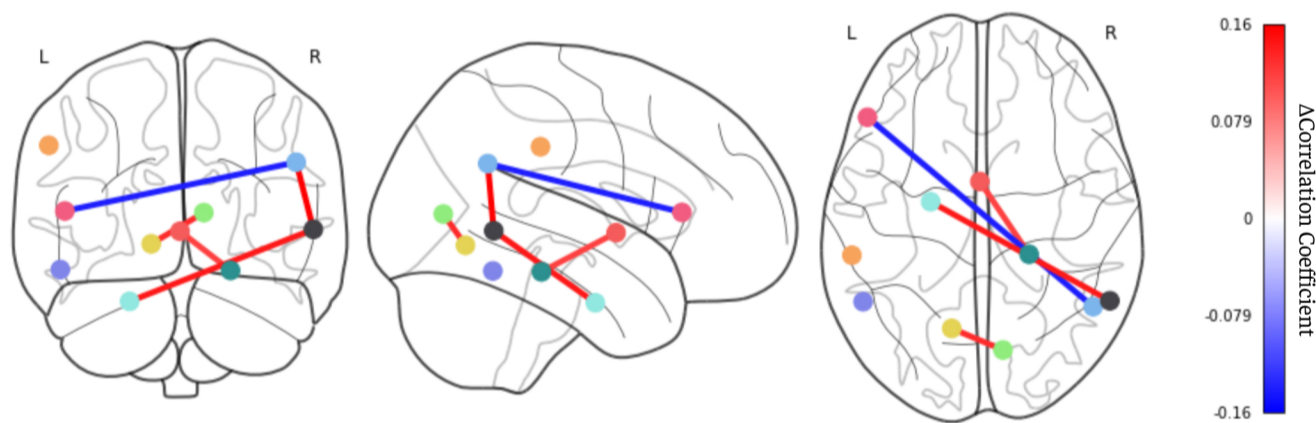 L
R
L
R
0.16
0.079
0
-0.079
-0.16
ΔCorrelation Coefficient